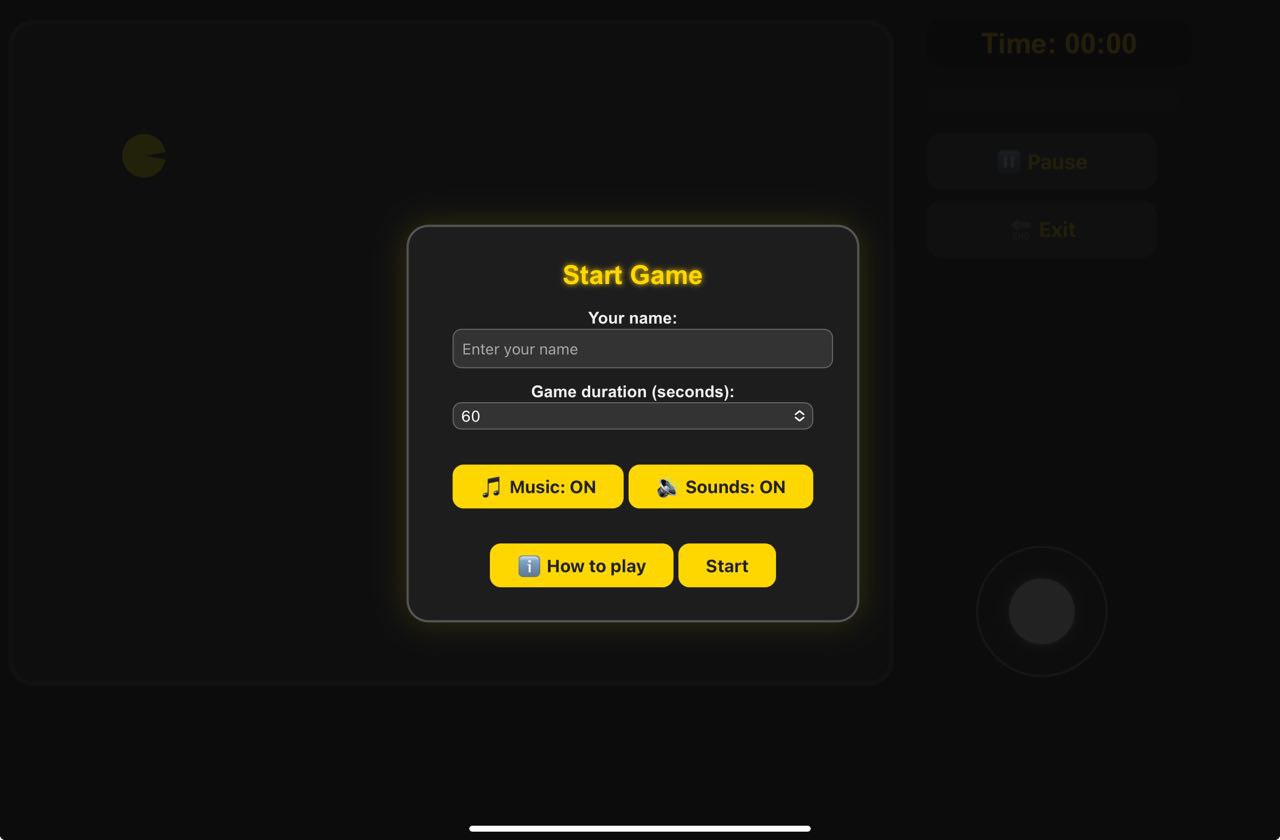 Time: 00:00
Pause
Exit
Start Game
Your name:
Enter your name
Game duration (seconds):
60
Music: ON
Sounds: ON
How to play
Start